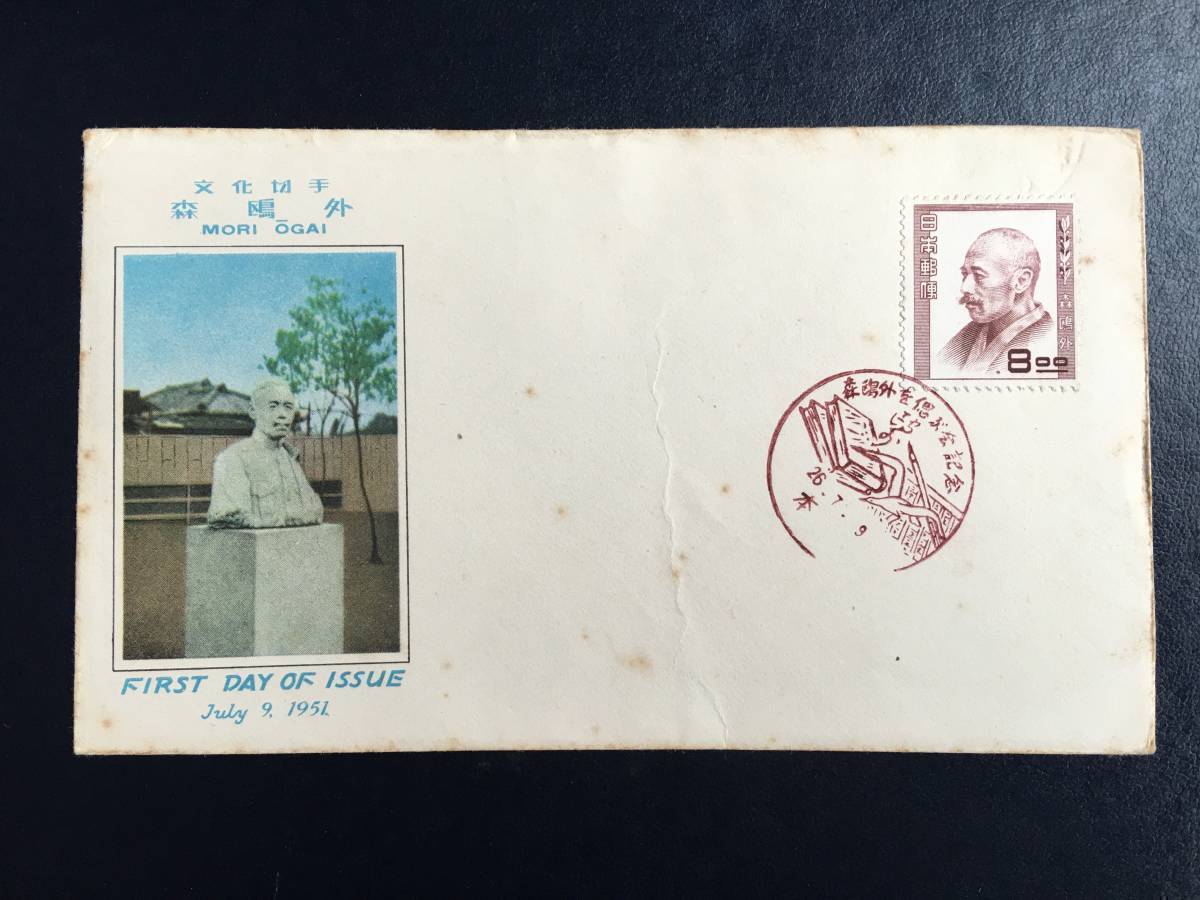 文化切手
森鷗外
MORI ŌGAI
FIRST DAY OF ISSUE
July 9, 1951.
日本郵便
森鷗外
8.00
森鷗外を偲ぶ会記念
26.7.9